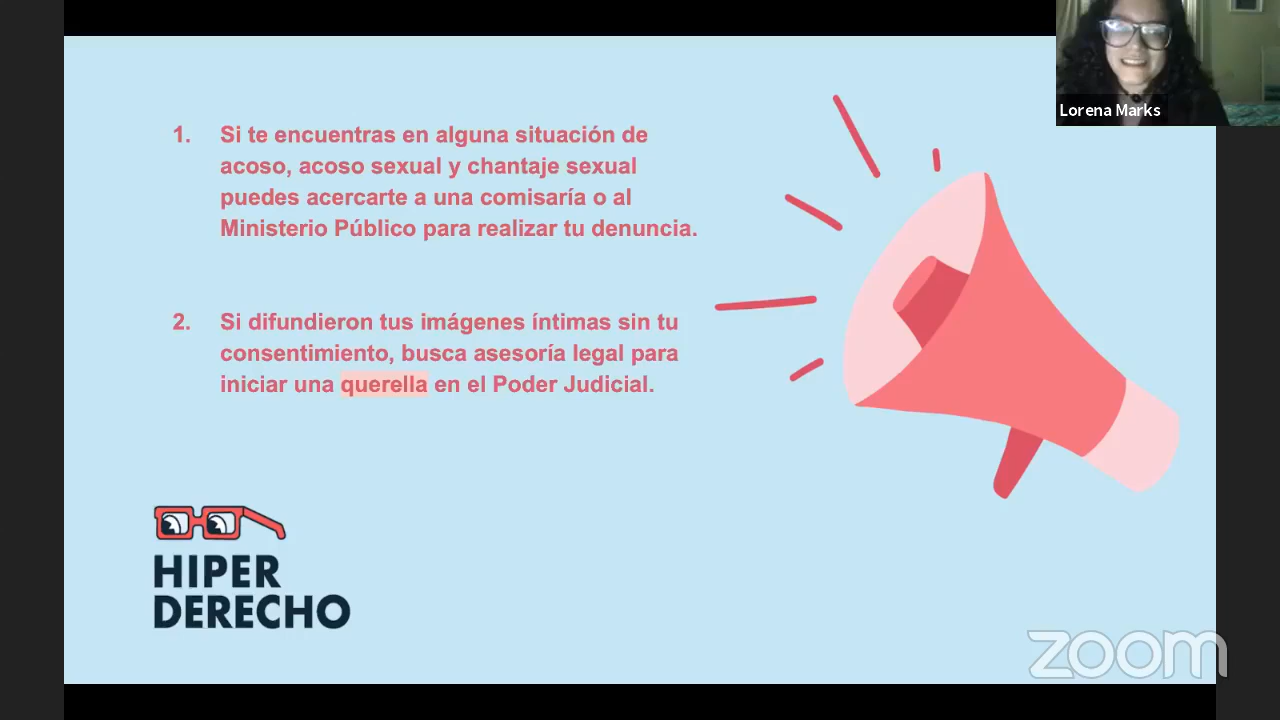 Lorena Marks
1. Si te encuentras en alguna situación de
acoso, acoso sexual y chantaje sexual
puedes acercarte a una comisaría o al
Ministerio Público para realizar tu denuncia.
2. Si difundieron tus imágenes íntimas sin tu
consentimiento, busca asesoría legal para
iniciar una querella en el Poder Judicial.
HIPER
DERECHO
zoom